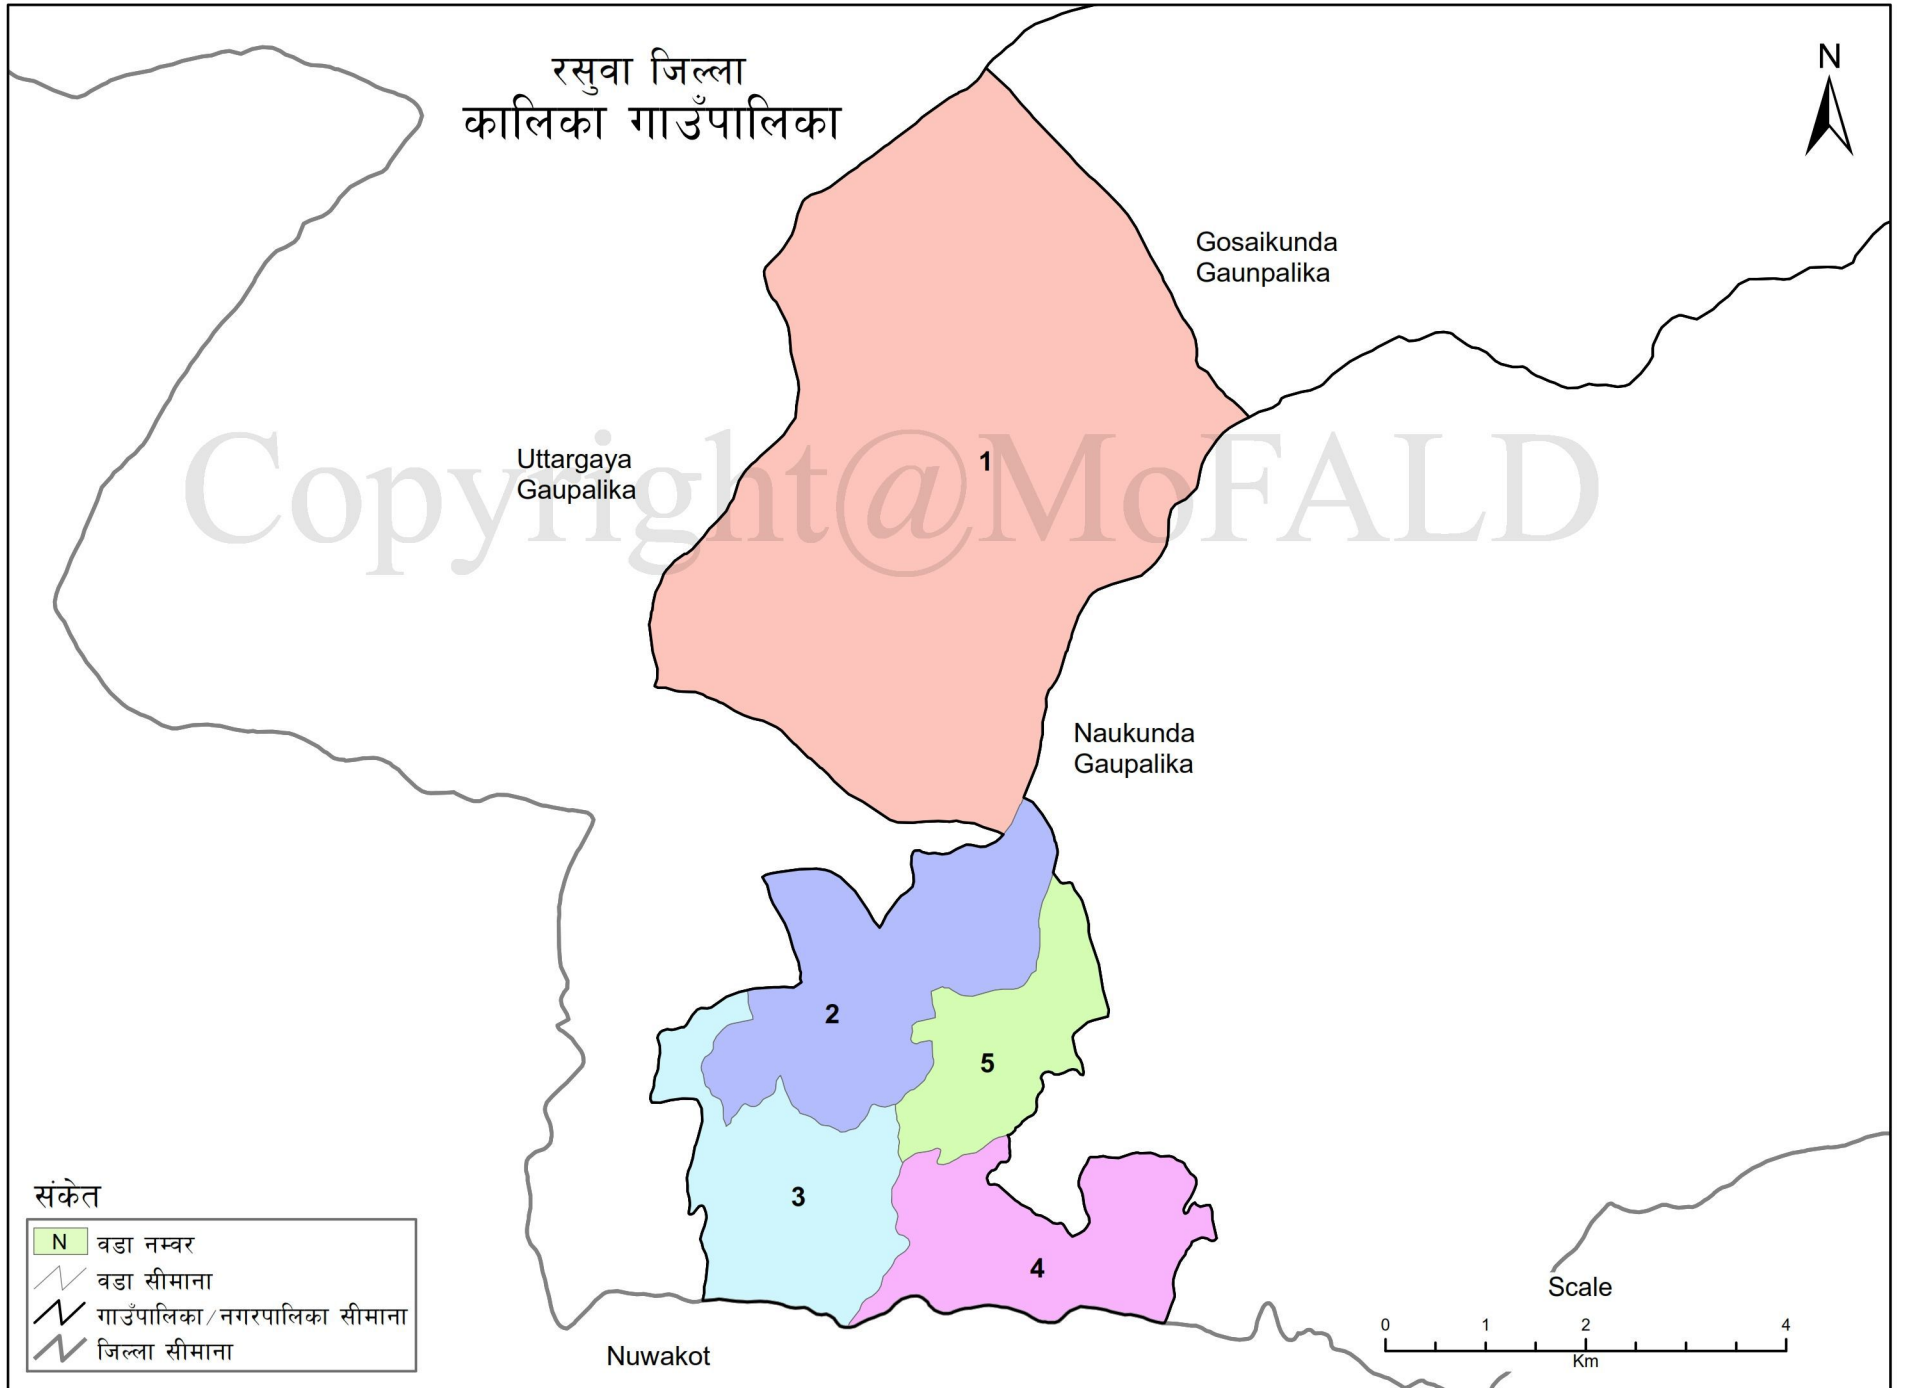 रसुवा जिल्ला
कालिका गाउँपालिका
N
Gosaikunda
Gaunpalika
Uttargaya
Gaupalika
1
Copyright@MoFALD
Naukunda
Gaupalika
2
5
3
4
संकेत
N वडा नम्वर
वडा सीमाना
गाउँपालिका/नगरपालिका सीमाना
जिल्ला सीमाना
Nuwakot
Scale
0 1 2 4
Km